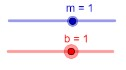 m = 1
b = 1